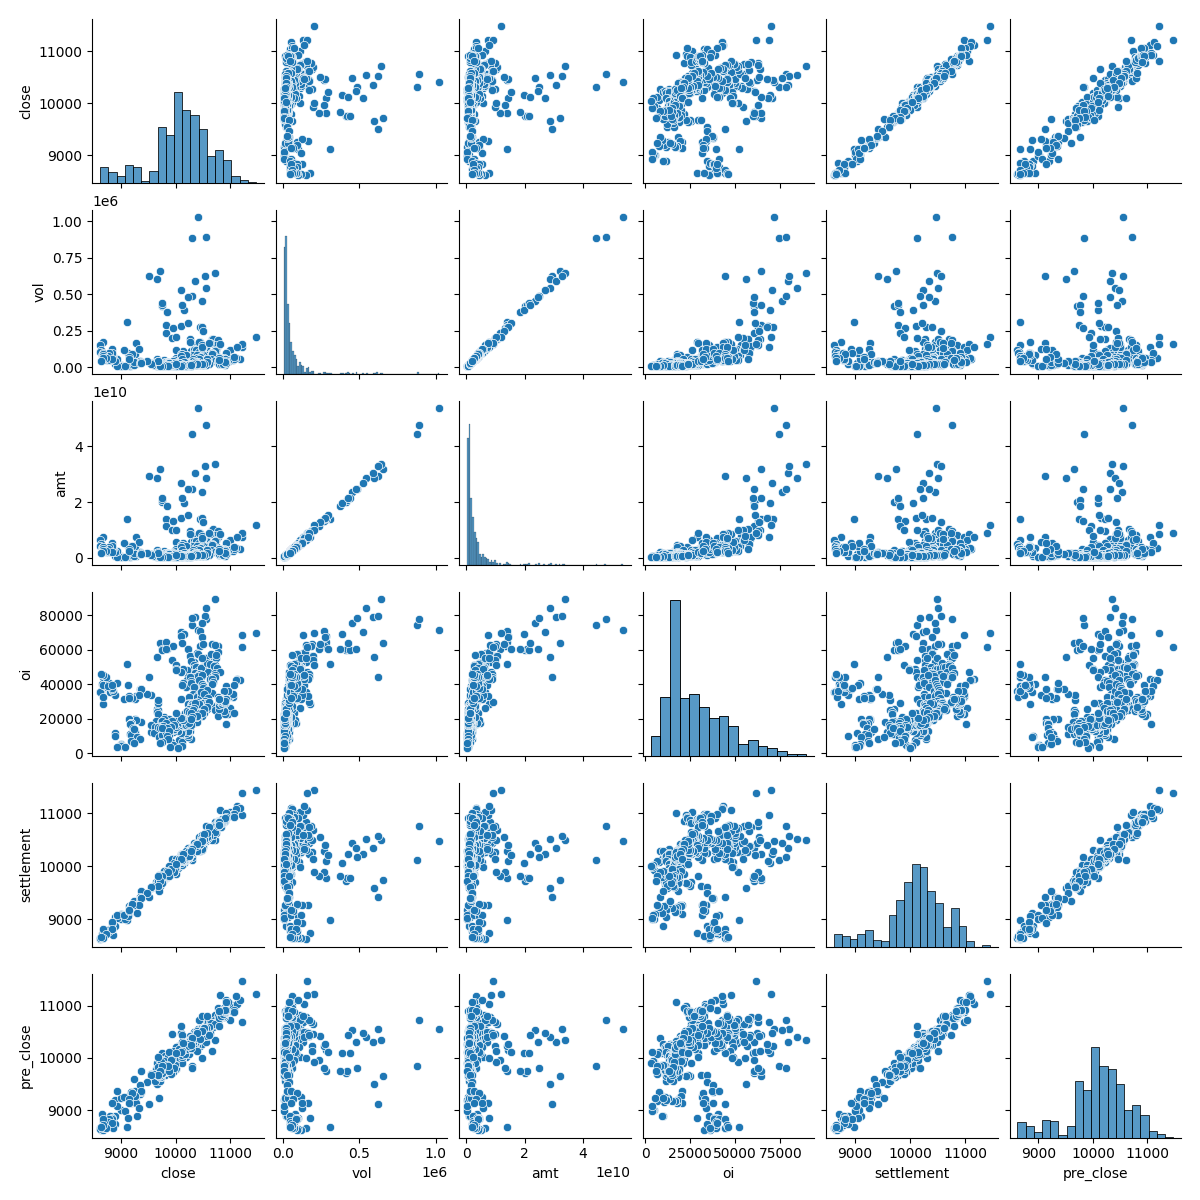 11000
10000
9000
close
1e6
1.00
0.75
0.50
0.25
0.00
vol
1e10
4
2
0
amt
80000
60000
40000
20000
0
oi
11000
10000
9000
settlement
11000
10000
9000
pre_close
9000 10000 11000 0.0 0.5 1.0 0 2 4 0 25000 50000 75000 9000 10000 11000 9000 10000 11000
1e6 1e10
close vol amt oi settlement pre_close